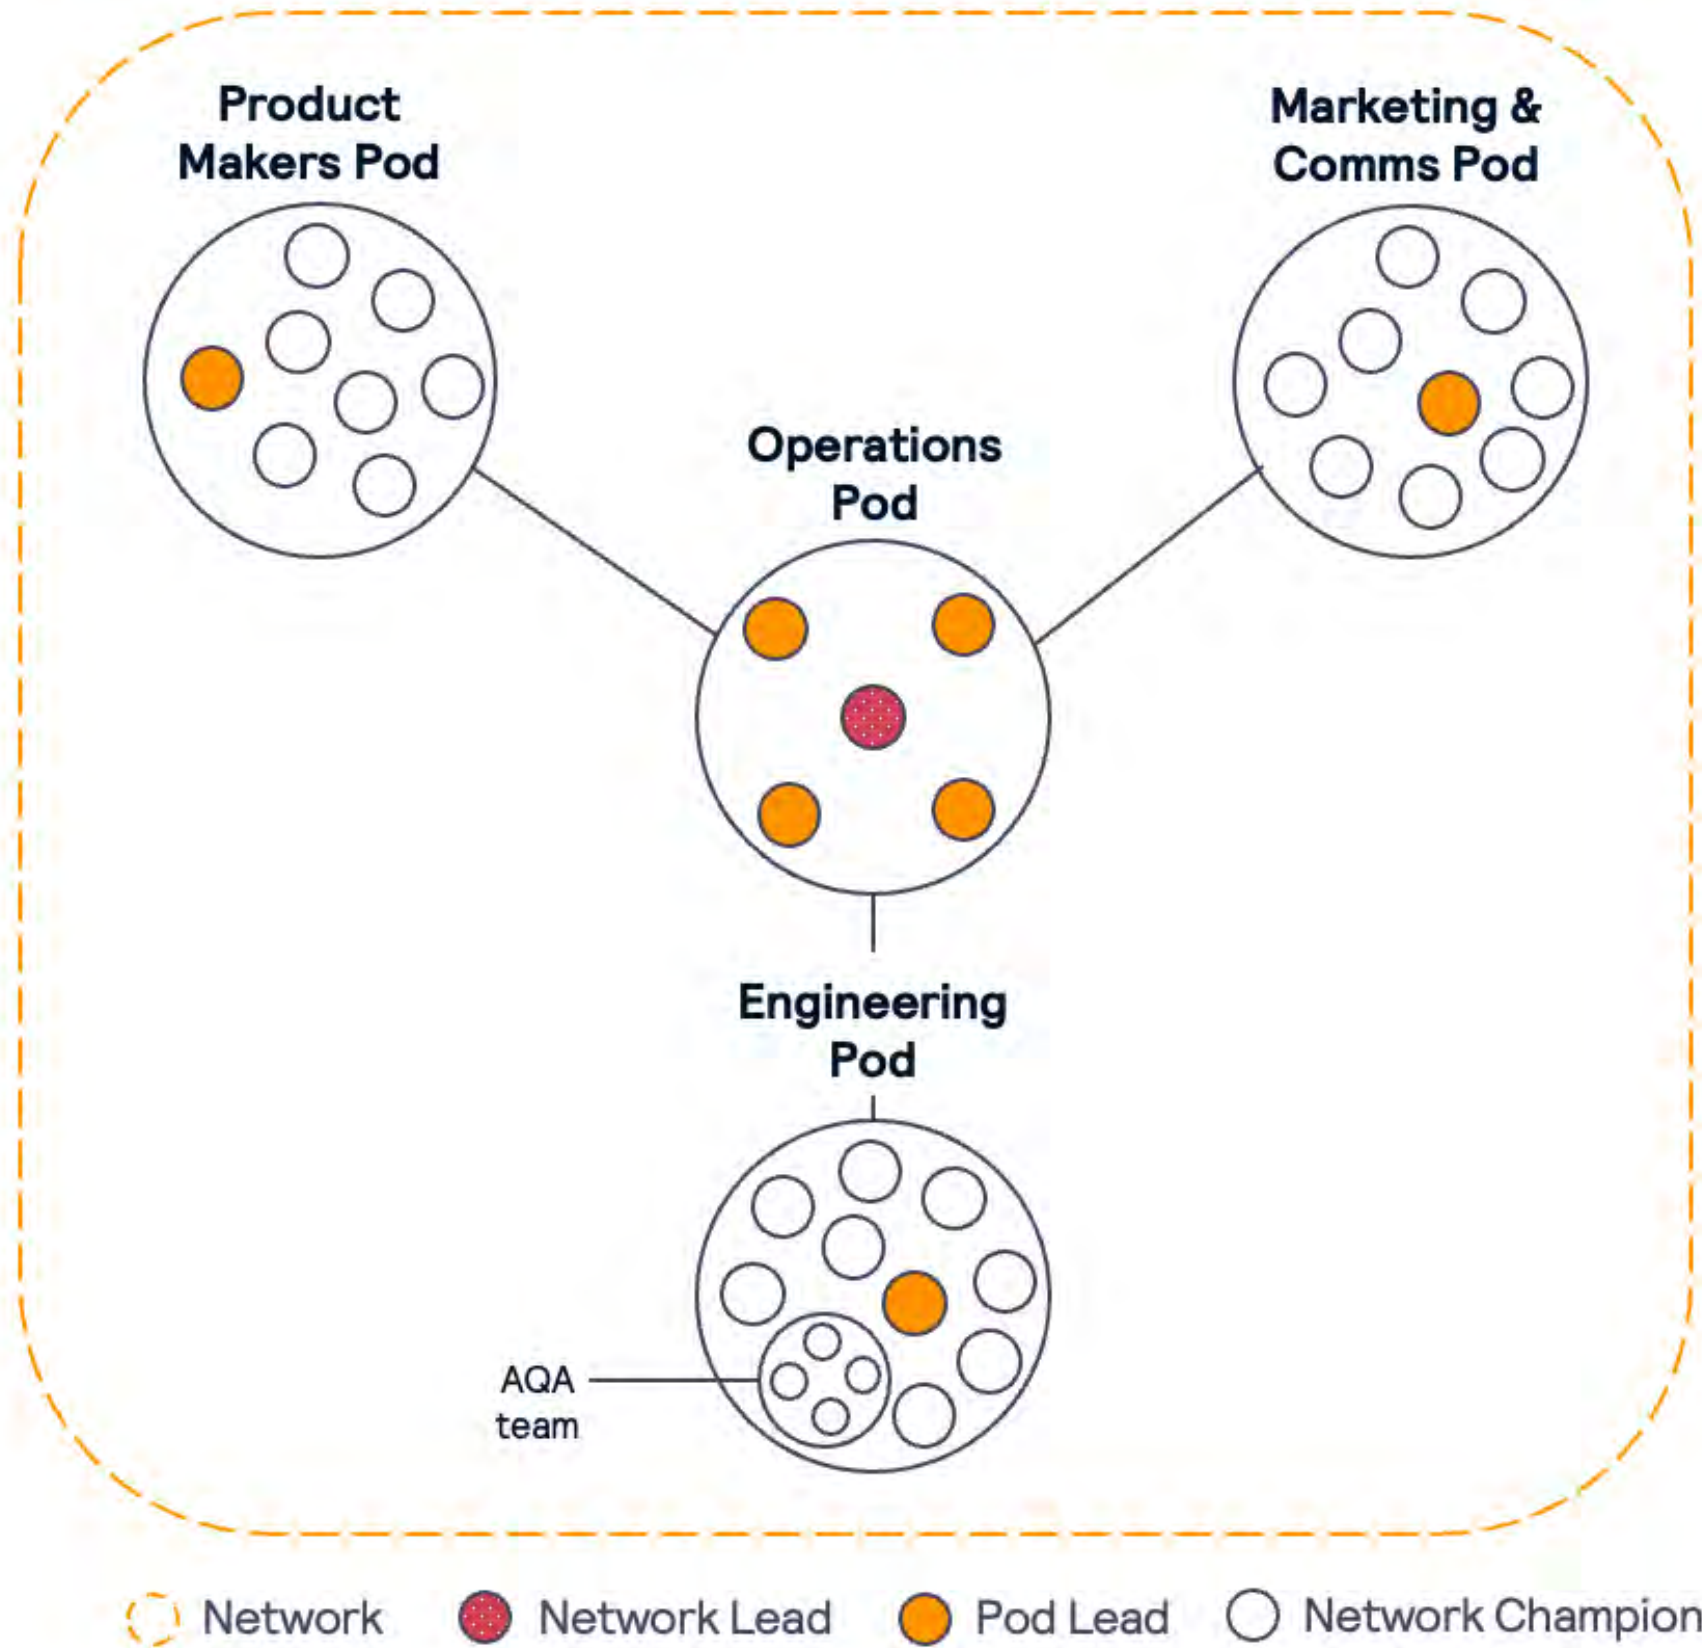 Product
Makers Pod
Marketing &
Comms Pod
Operations
Pod
Engineering
Pod
AQA
team
Network
Network Lead
Pod Lead
Network Champion